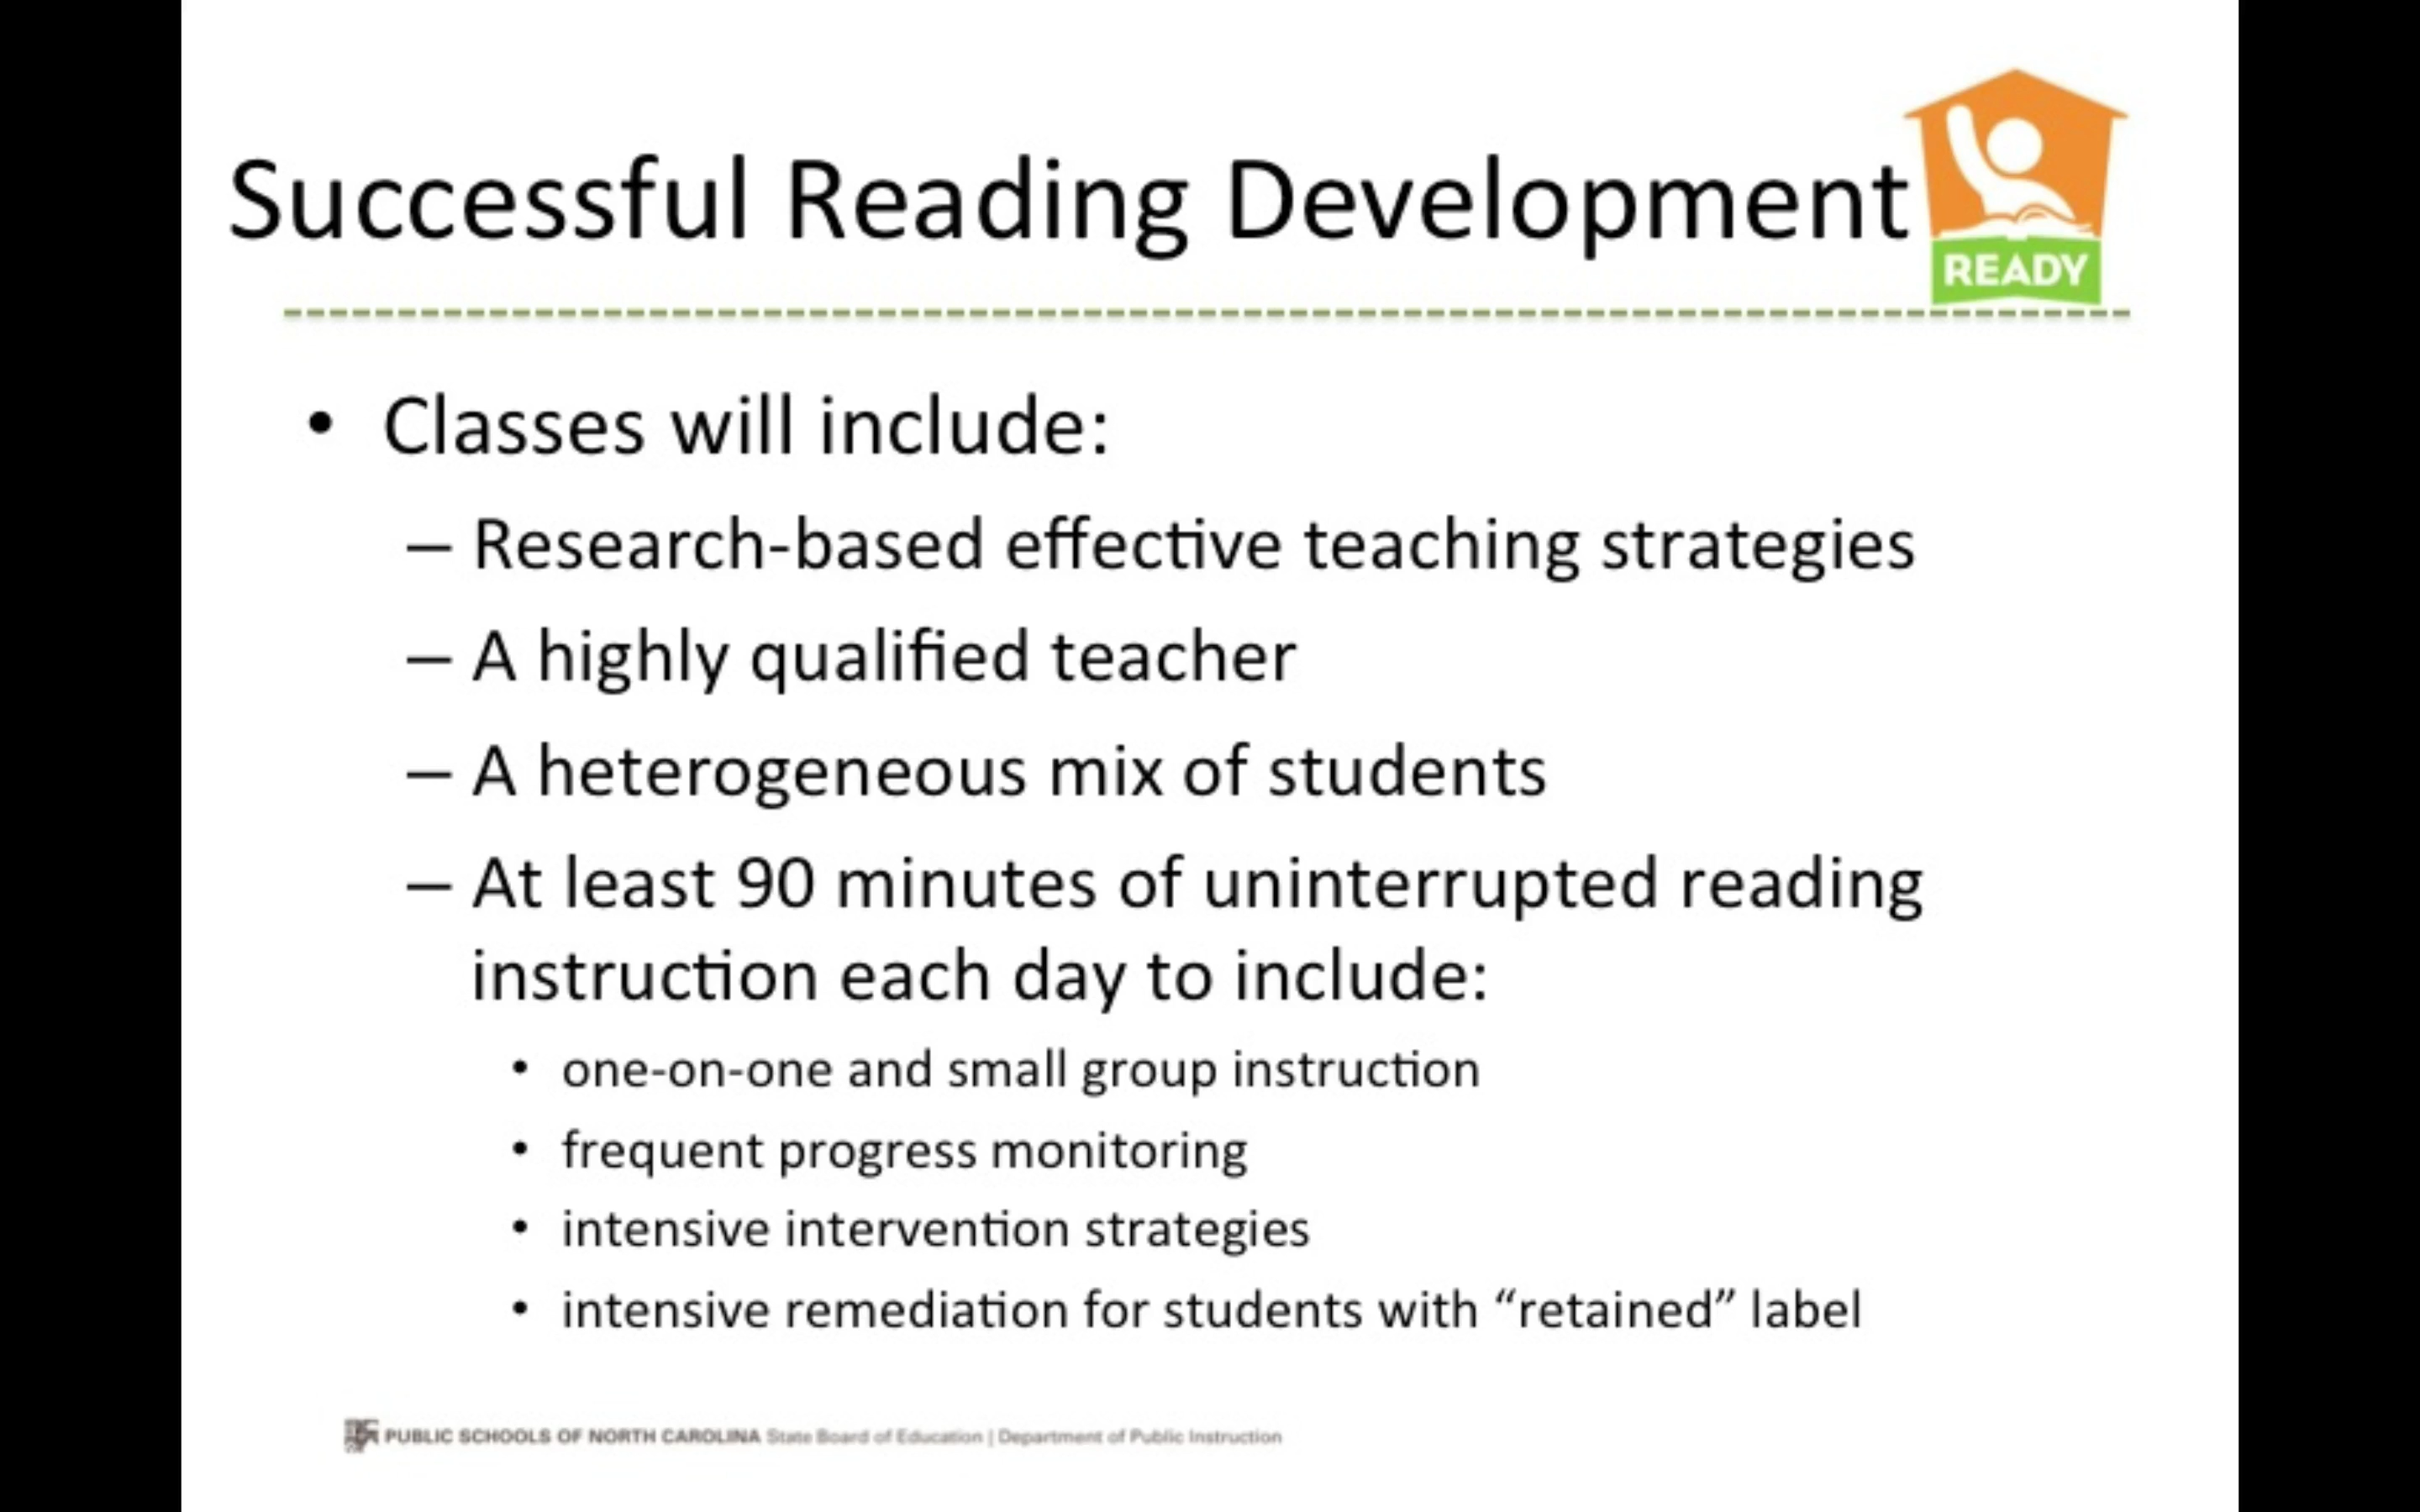 Successful Reading Development
READY
• Classes will include:
– Research-based effective teaching strategies
– A highly qualified teacher
– A heterogeneous mix of students
– At least 90 minutes of uninterrupted reading
instruction each day to include:
• one-on-one and small group instruction
• frequent progress monitoring
• intensive intervention strategies
• intensive remediation for students with “retained” label
PUBLIC SCHOOLS OF NORTH CAROLINA State Board of Education | Department of Public Instruction